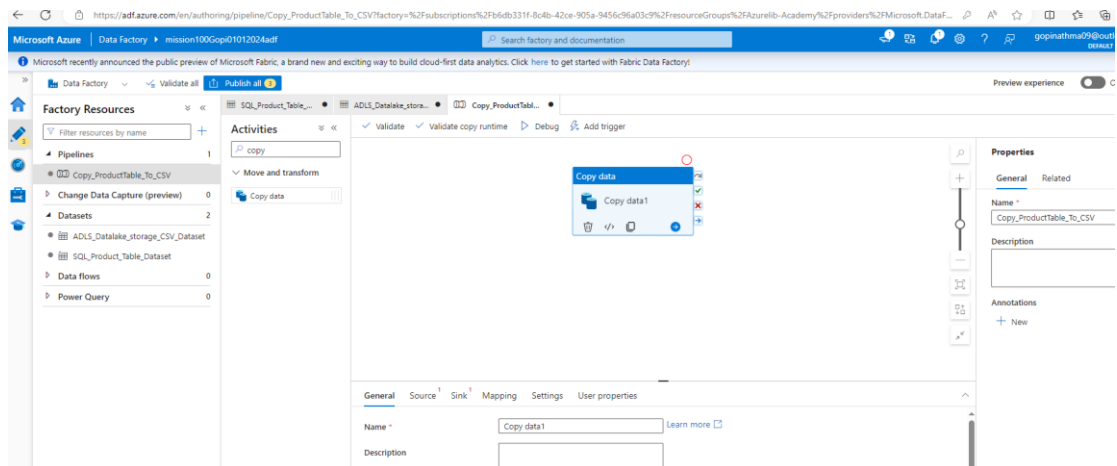 https://adf.azure.com/en/authoring/pipeline/Copy_ProductTable_To_CSV?factory=%2Fsubscriptions%2Fb6db331f-8c4b-42ce-905a-9456c96a03c9%2FresourceGroups%2FAzurelib-Academy%2Fproviders%2FMicrosoft.DataF...
Microsoft Azure Data Factory mission100Gopi01012024adf Search factory and documentation gopinathma09@outl
DEFAULT
Microsoft recently announced the public preview of Microsoft Fabric, a brand new and exciting way to build cloud-first data analytics. Click here to get started with Fabric Data Factory!
Data Factory Validate all Publish all 3 Preview experience
Factory Resources
Filter resources by name
Pipelines 1
Copy_ProductTable_To_CSV
Change Data Capture (preview) 0
Datasets 2
ADLS_Datalake_storage_CSV_Dataset
SQL_Product_Table_Dataset
Data flows 0
Power Query 0
SQL_Product_Table_... ADLS_Datalake_stora... Copy_ProductTabl...
Activities
copy
Move and transform
Copy data
Validate Validate copy runtime Debug Add trigger
Copy data
Copy data1
Properties
General Related
Name *
Copy_ProductTable_To_CSV
Description
Annotations
New
General Source 1 Sink 1 Mapping Settings User properties
Name * Copy data1 Learn more
Description